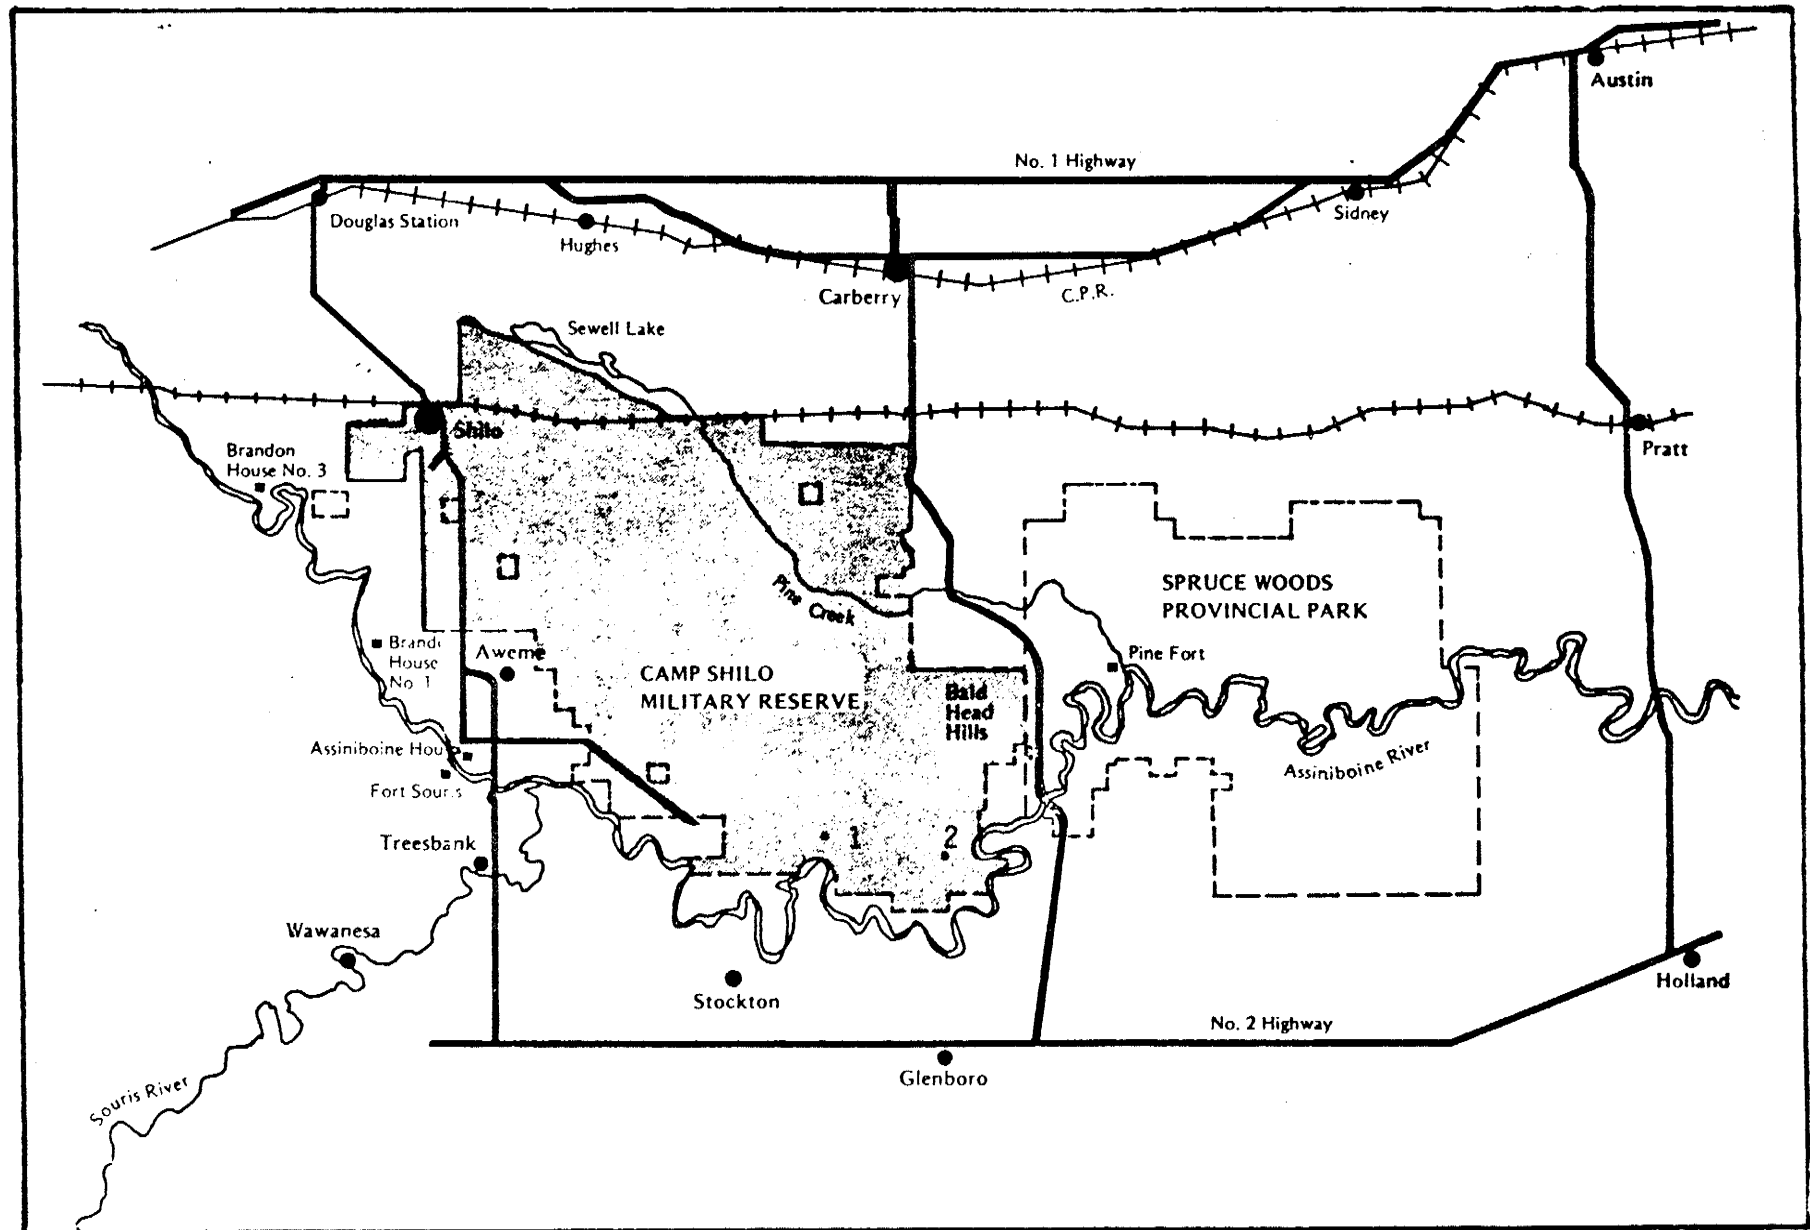 Austin
No. 1 Highway
Douglas Station
Sidney
Hughes
Carberry
C.P.R.
Sewell Lake
Shilo
Pratt
Brandon
House No. 3
SPRUCE WOODS
PROVINCIAL PARK
Pine Creek
House
No. 1
Aweme
Pine Fort
CAMP SHILO
MILITARY RESERVE
Bald
Head
Hills
Assiniboine
Fort
Assiniboine River
Treesbank
1
2
Wawanesa
Stockton
Holland
No. 2 Highway
Glenboro
Souris River